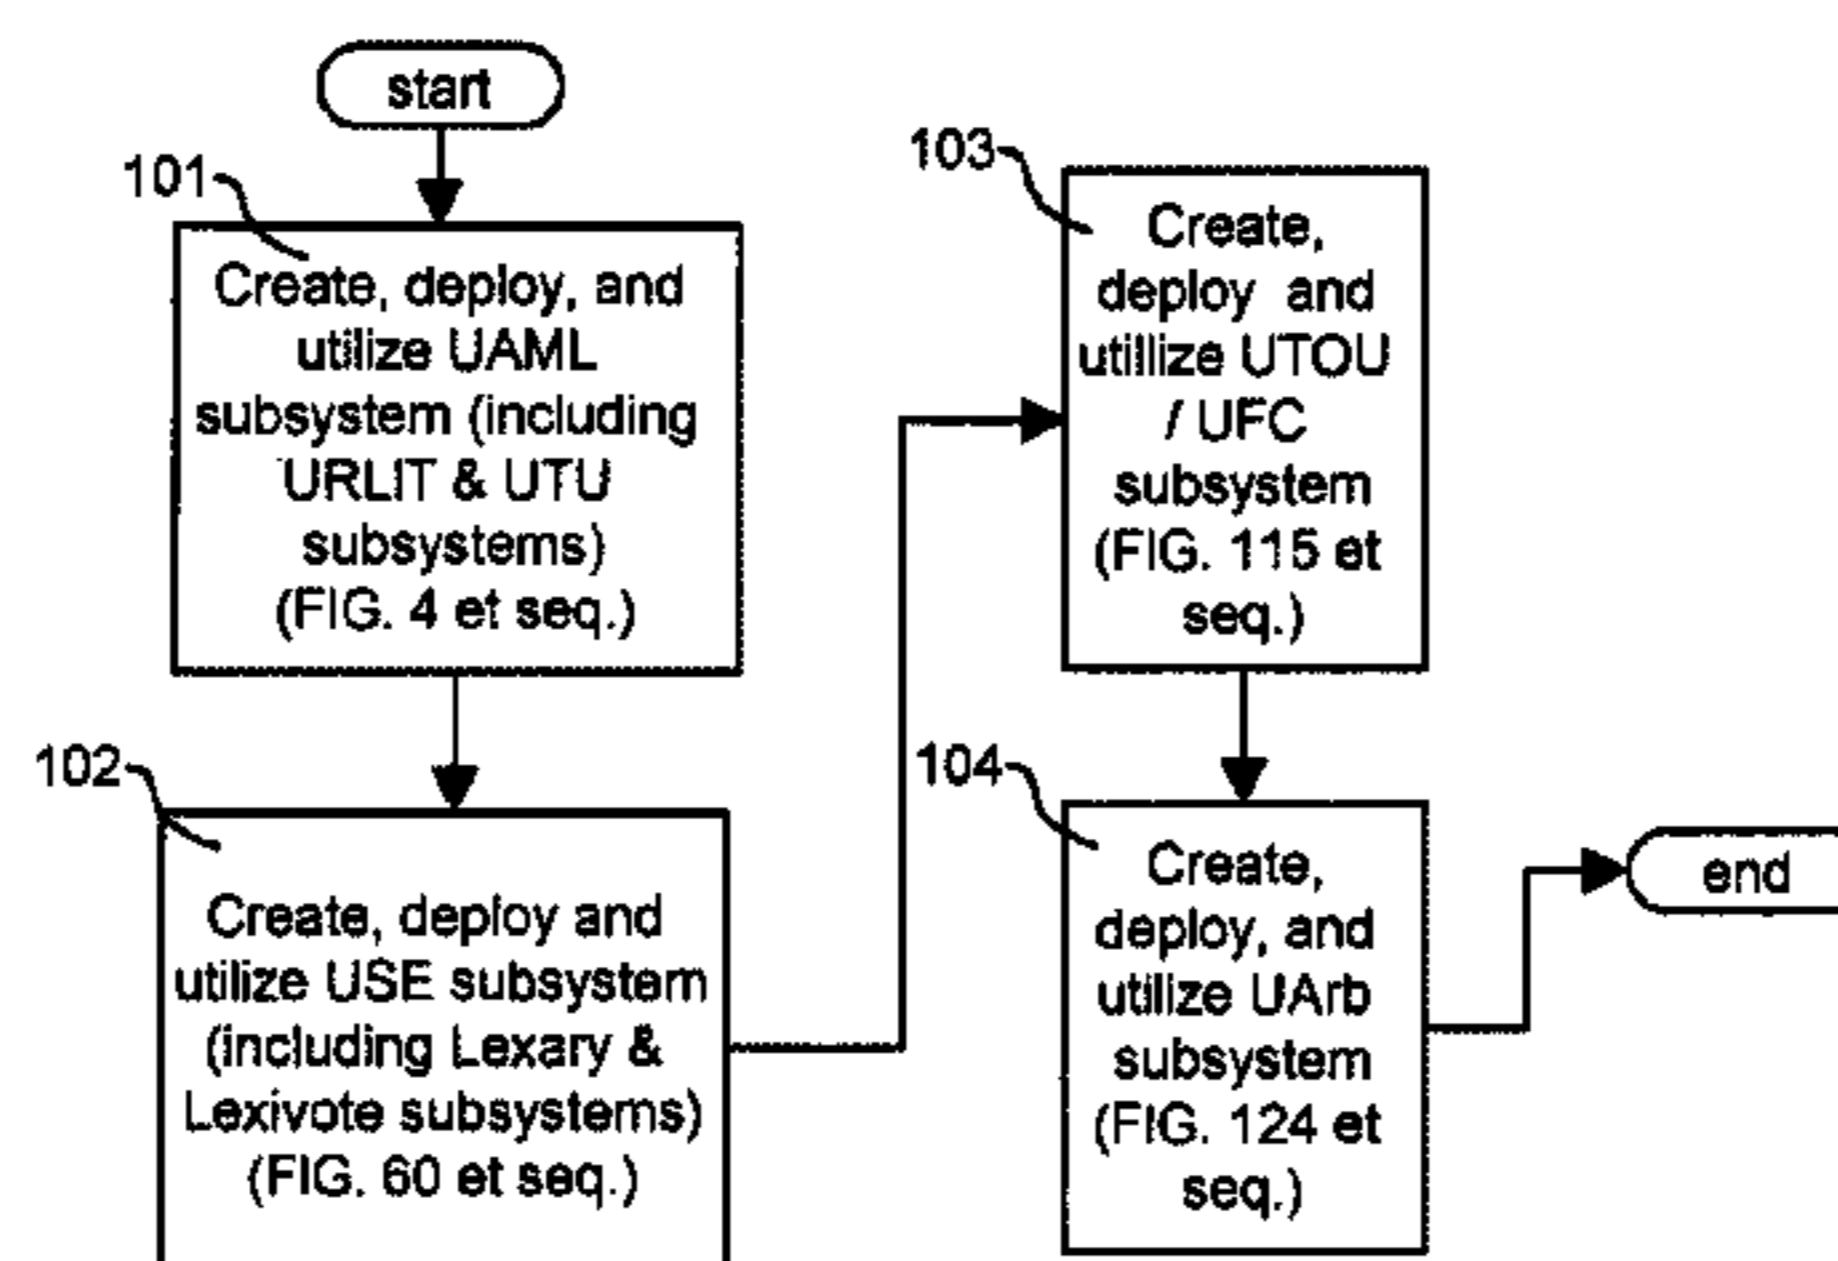 start
101
Create, deploy, and
utilize UAML
subsystem (including
URLIT & UTU
subsystems)
(FIG. 4 et seq.)
102
Create, deploy and
utilize USE subsystem
(including Lexary &
Lexivote subsystems)
(FIG. 60 et seq.)
103
Create,
deploy and
utillize UTOU
/ UFC
subsystem
(FIG. 115 et
seq.)
104
Create,
deploy, and
utilize UArb
subsystem
(FIG. 124 et
seq.)
end